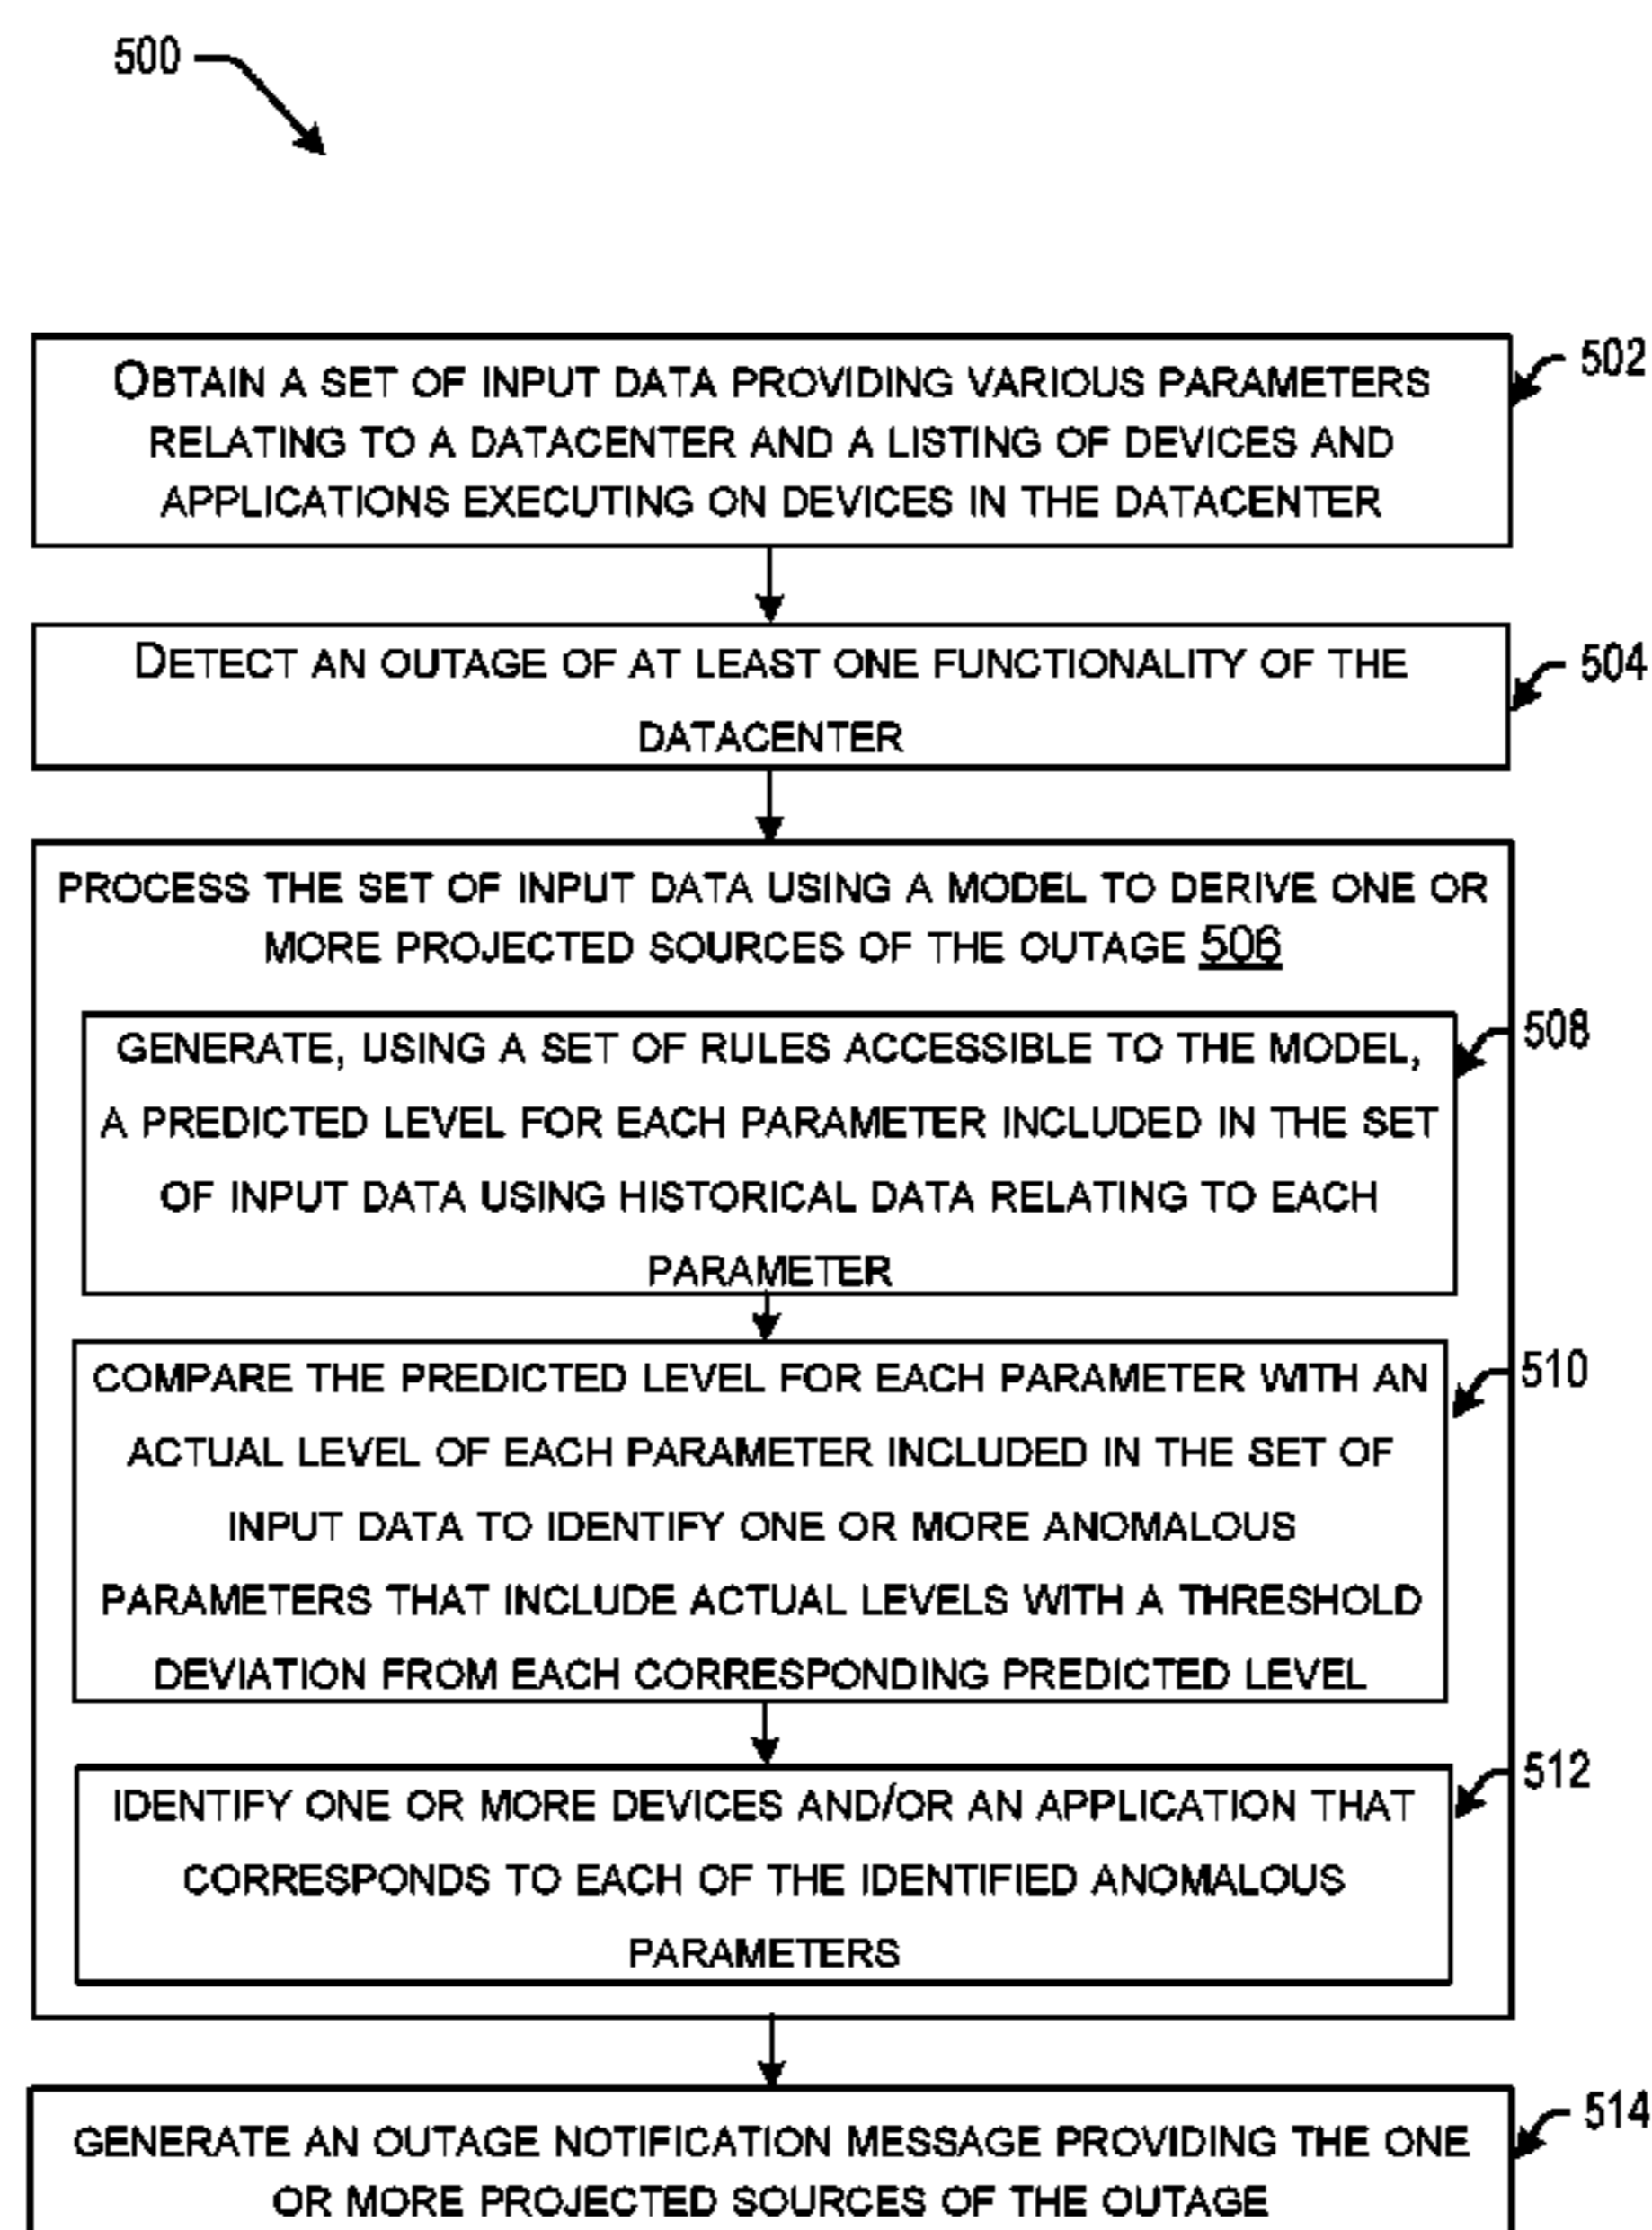 500
OBTAIN A SET OF INPUT DATA PROVIDING VARIOUS PARAMETERS
RELATING TO A DATACENTER AND A LISTING OF DEVICES AND
APPLICATIONS EXECUTING ON DEVICES IN THE DATACENTER
502
DETECT AN OUTAGE OF AT LEAST ONE FUNCTIONALITY OF THE
DATACENTER
504
PROCESS THE SET OF INPUT DATA USING A MODEL TO DERIVE ONE OR
MORE PROJECTED SOURCES OF THE OUTAGE 506
GENERATE, USING A SET OF RULES ACCESSIBLE TO THE MODEL,
A PREDICTED LEVEL FOR EACH PARAMETER INCLUDED IN THE SET
OF INPUT DATA USING HISTORICAL DATA RELATING TO EACH
PARAMETER
508
COMPARE THE PREDICTED LEVEL FOR EACH PARAMETER WITH AN
ACTUAL LEVEL OF EACH PARAMETER INCLUDED IN THE SET OF
INPUT DATA TO IDENTIFY ONE OR MORE ANOMALOUS
PARAMETERS THAT INCLUDE ACTUAL LEVELS WITH A THRESHOLD
DEVIATION FROM EACH CORRESPONDING PREDICTED LEVEL
510
IDENTIFY ONE OR MORE DEVICES AND/OR AN APPLICATION THAT
CORRESPONDS TO EACH OF THE IDENTIFIED ANOMALOUS
PARAMETERS
512
GENERATE AN OUTAGE NOTIFICATION MESSAGE PROVIDING THE ONE
OR MORE PROJECTED SOURCES OF THE OUTAGE
514